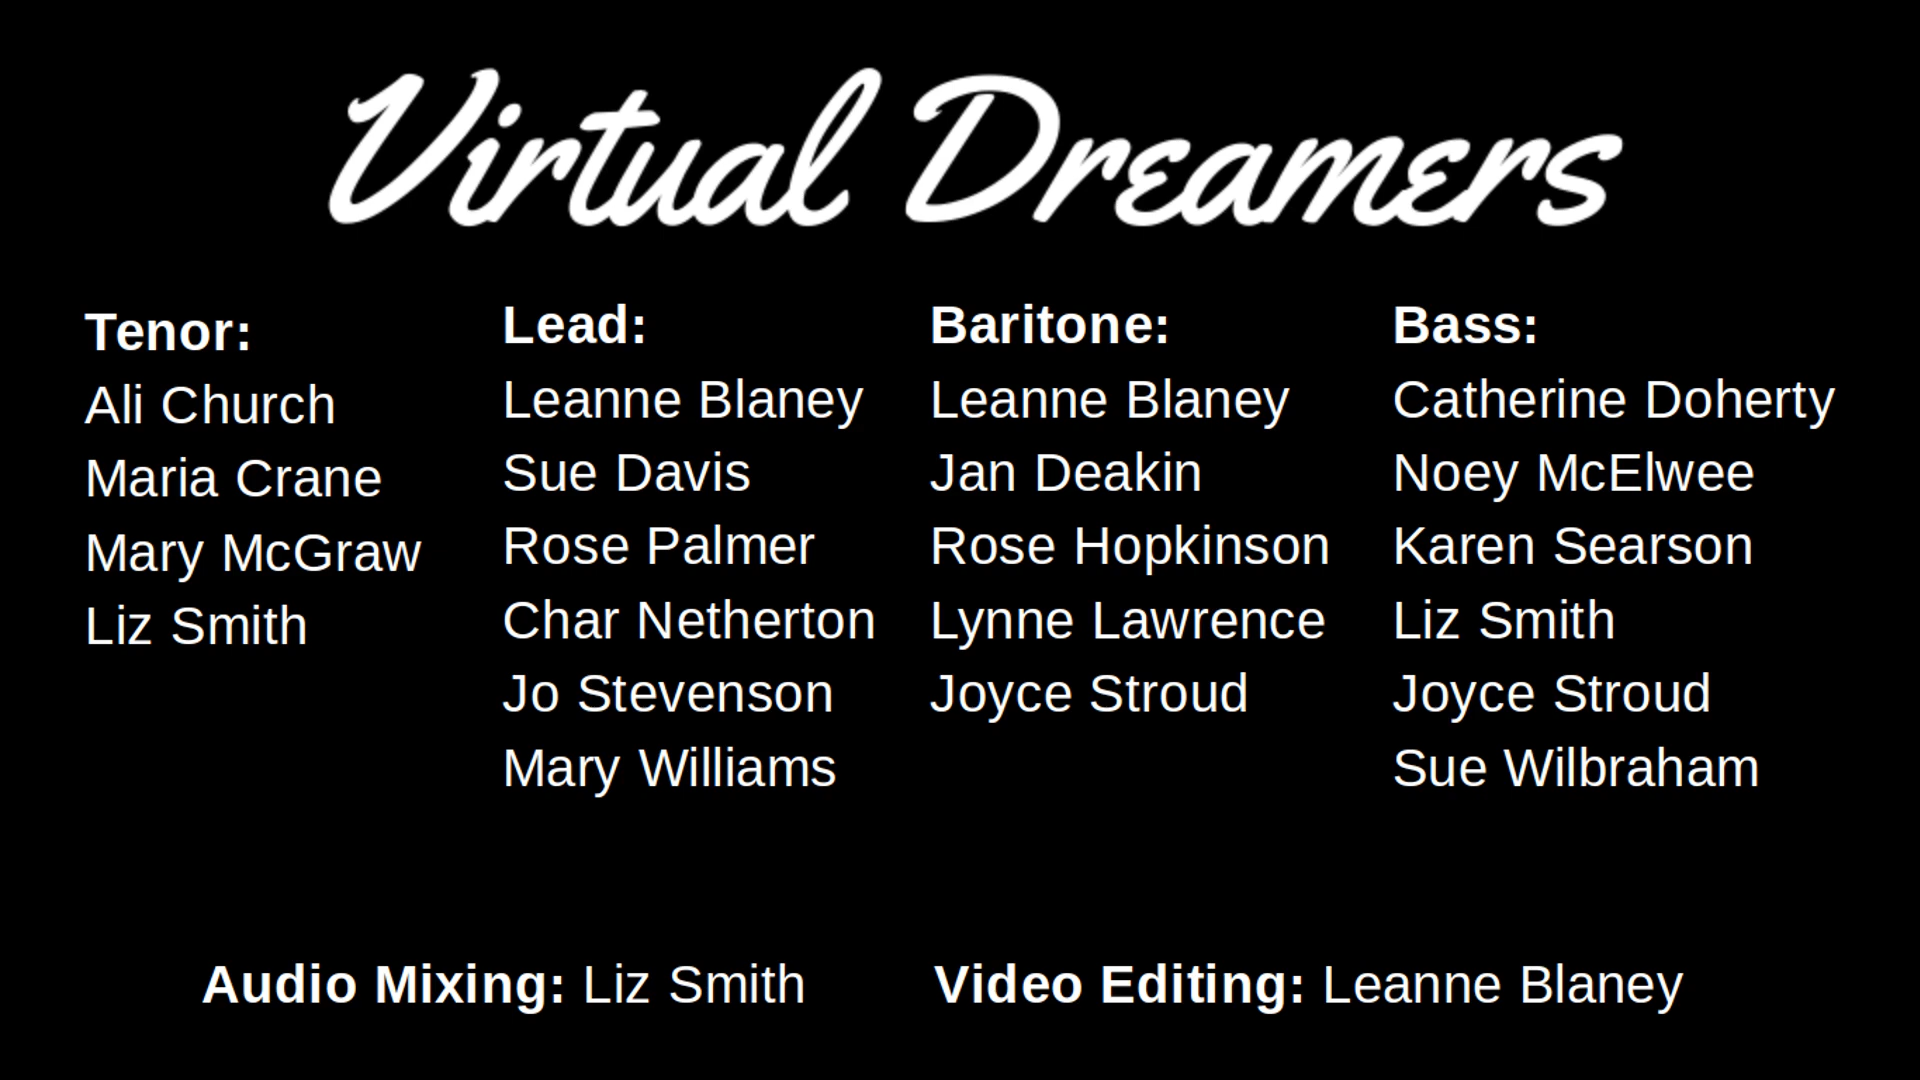 Virtual Dreamers
Tenor:
Ali Church
Maria Crane
Mary McGraw
Liz Smith
Lead:
Leanne Blaney
Sue Davis
Rose Palmer
Char Netherton
Jo Stevenson
Mary Williams
Baritone:
Leanne Blaney
Jan Deakin
Rose Hopkinson
Lynne Lawrence
Joyce Stroud
Bass:
Catherine Doherty
Noey McElwee
Karen Searson
Liz Smith
Joyce Stroud
Sue Wilbraham
Audio Mixing: Liz Smith
Video Editing: Leanne Blaney